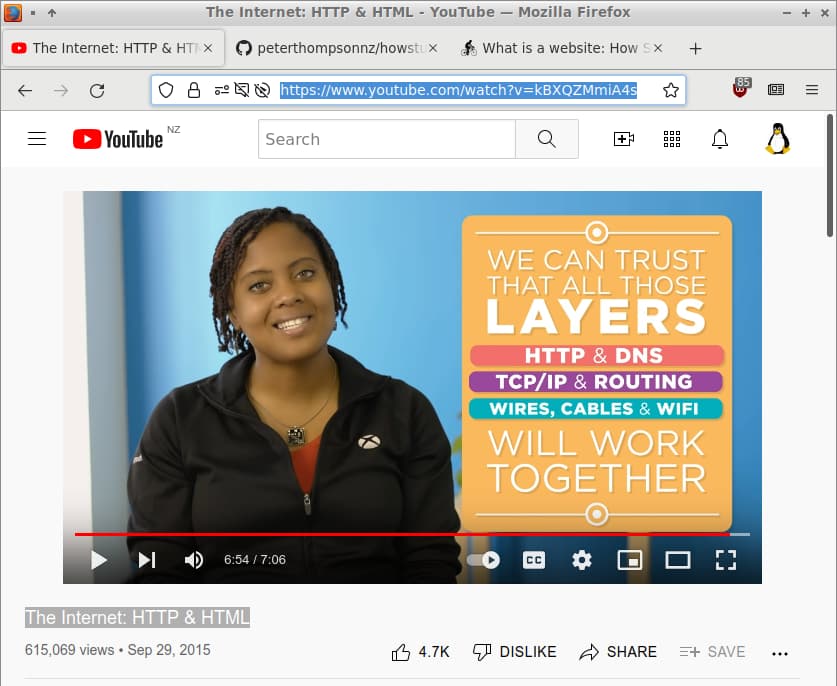 The Internet: HTTP & HTML - YouTube — Mozilla Firefox
The Internet: HTTP & HT
peterthompsonnz/howstu
What is a website: How S
https://www.youtube.com/watch?v=kBXQZMmiA4s
85
YouTube NZ
Search
WE CAN TRUST
THAT ALL THOSE
LAYERS
HTTP & DNS
TCP/IP & ROUTING
WIRES, CABLES & WIFI
WILL WORK
TOGETHER
6:54 / 7:06
CC
The Internet: HTTP & HTML
615,069 views • Sep 29, 2015
4.7K
DISLIKE
SHARE
SAVE